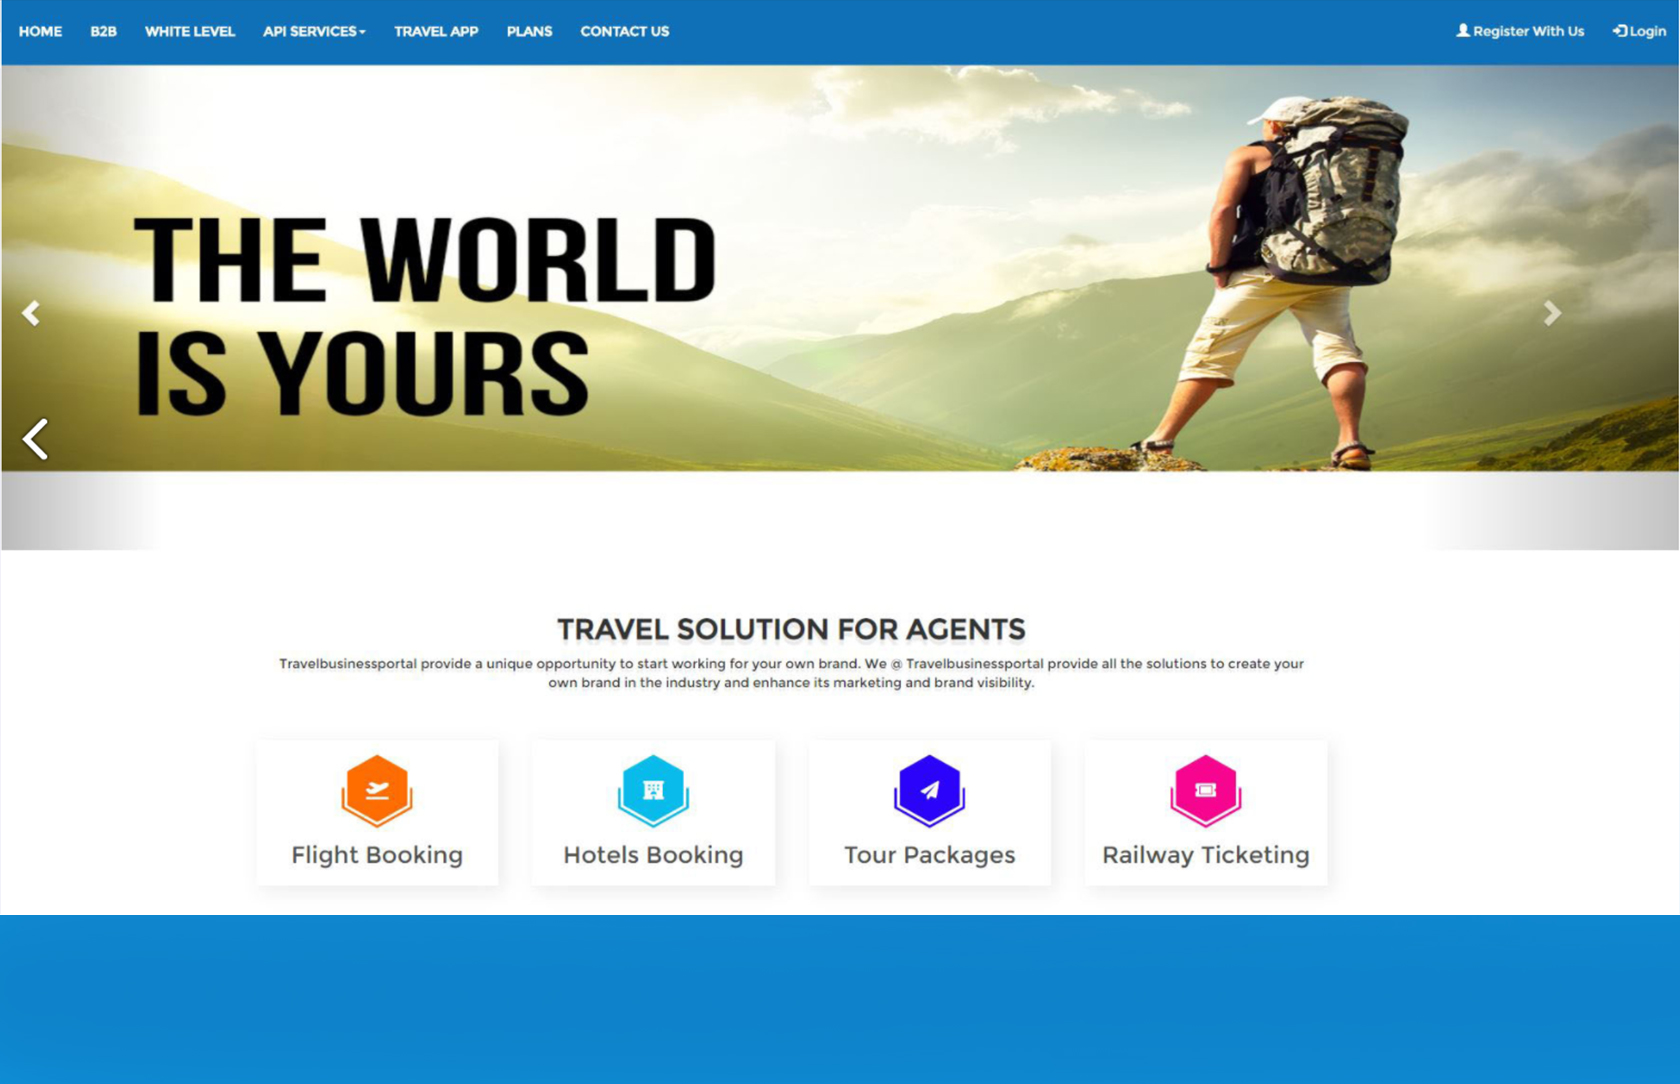 HOME B2B WHITE LEVEL API SERVICES TRAVEL APP PLANS CONTACT US Register With Us Login
THE WORLD
IS YOURS
TRAVEL SOLUTION FOR AGENTS
Travelbusinessportal provide a unique opportunity to start working for your own brand. We @ Travelbusinessportal provide all the solutions to create your
own brand in the industry and enhance its marketing and brand visibility.
Flight Booking Hotels Booking Tour Packages Railway Ticketing